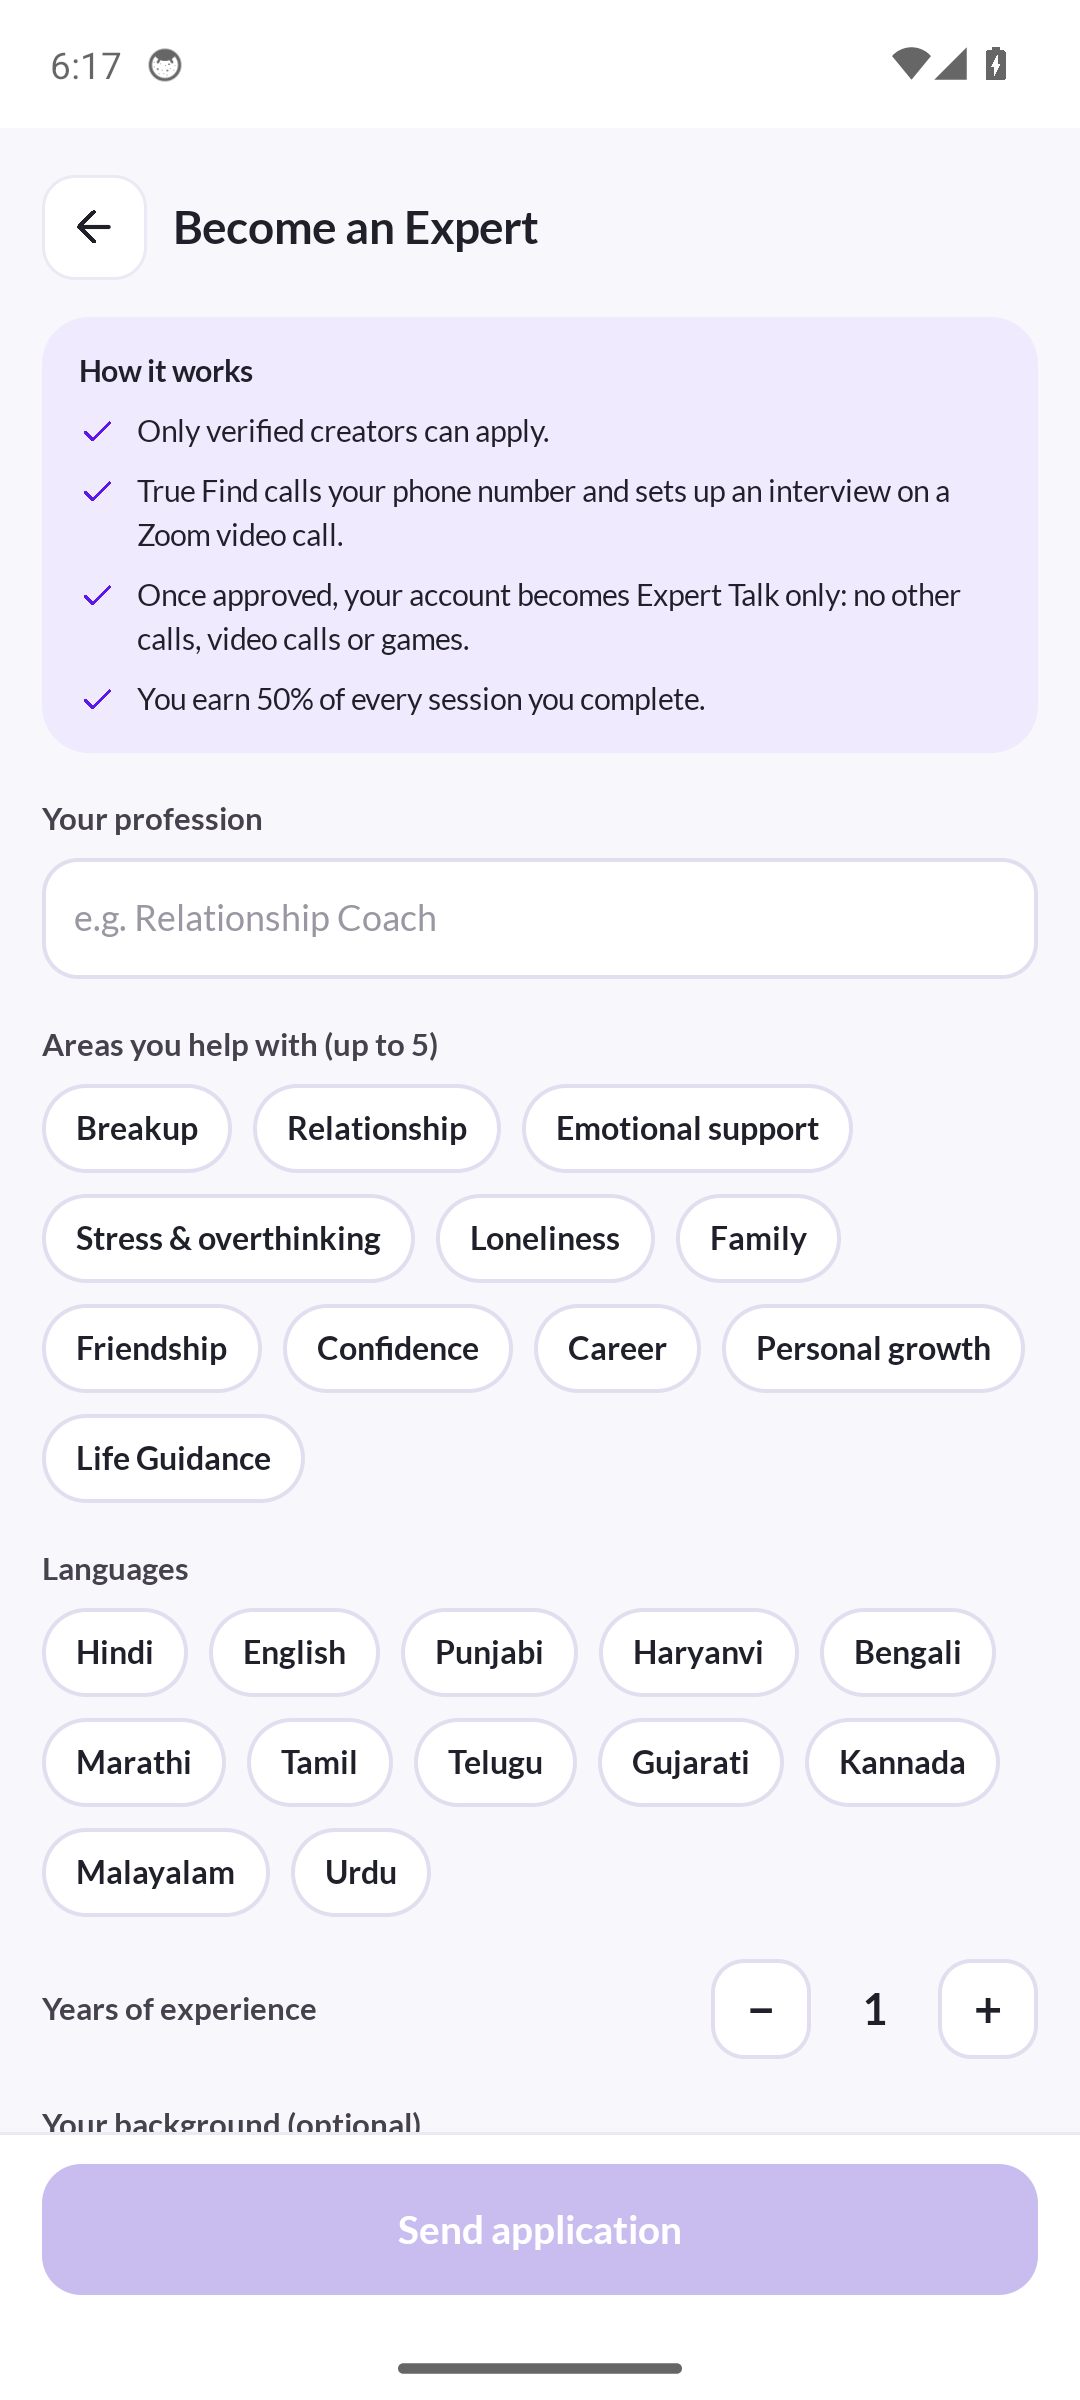 6:17
Become an Expert
How it works
Only verified creators can apply.
True Find calls your phone number and sets up an interview on a
Zoom video call.
Once approved, your account becomes Expert Talk only: no other
calls, video calls or games.
You earn 50% of every session you complete.
Your profession
e.g. Relationship Coach
Areas you help with (up to 5)
Breakup Relationship Emotional support
Stress & overthinking Loneliness Family
Friendship Confidence Career Personal growth
Life Guidance
Languages
Hindi English Punjabi Haryanvi Bengali
Marathi Tamil Telugu Gujarati Kannada
Malayalam Urdu
Years of experience − 1 +
Your background (optional)
Send application